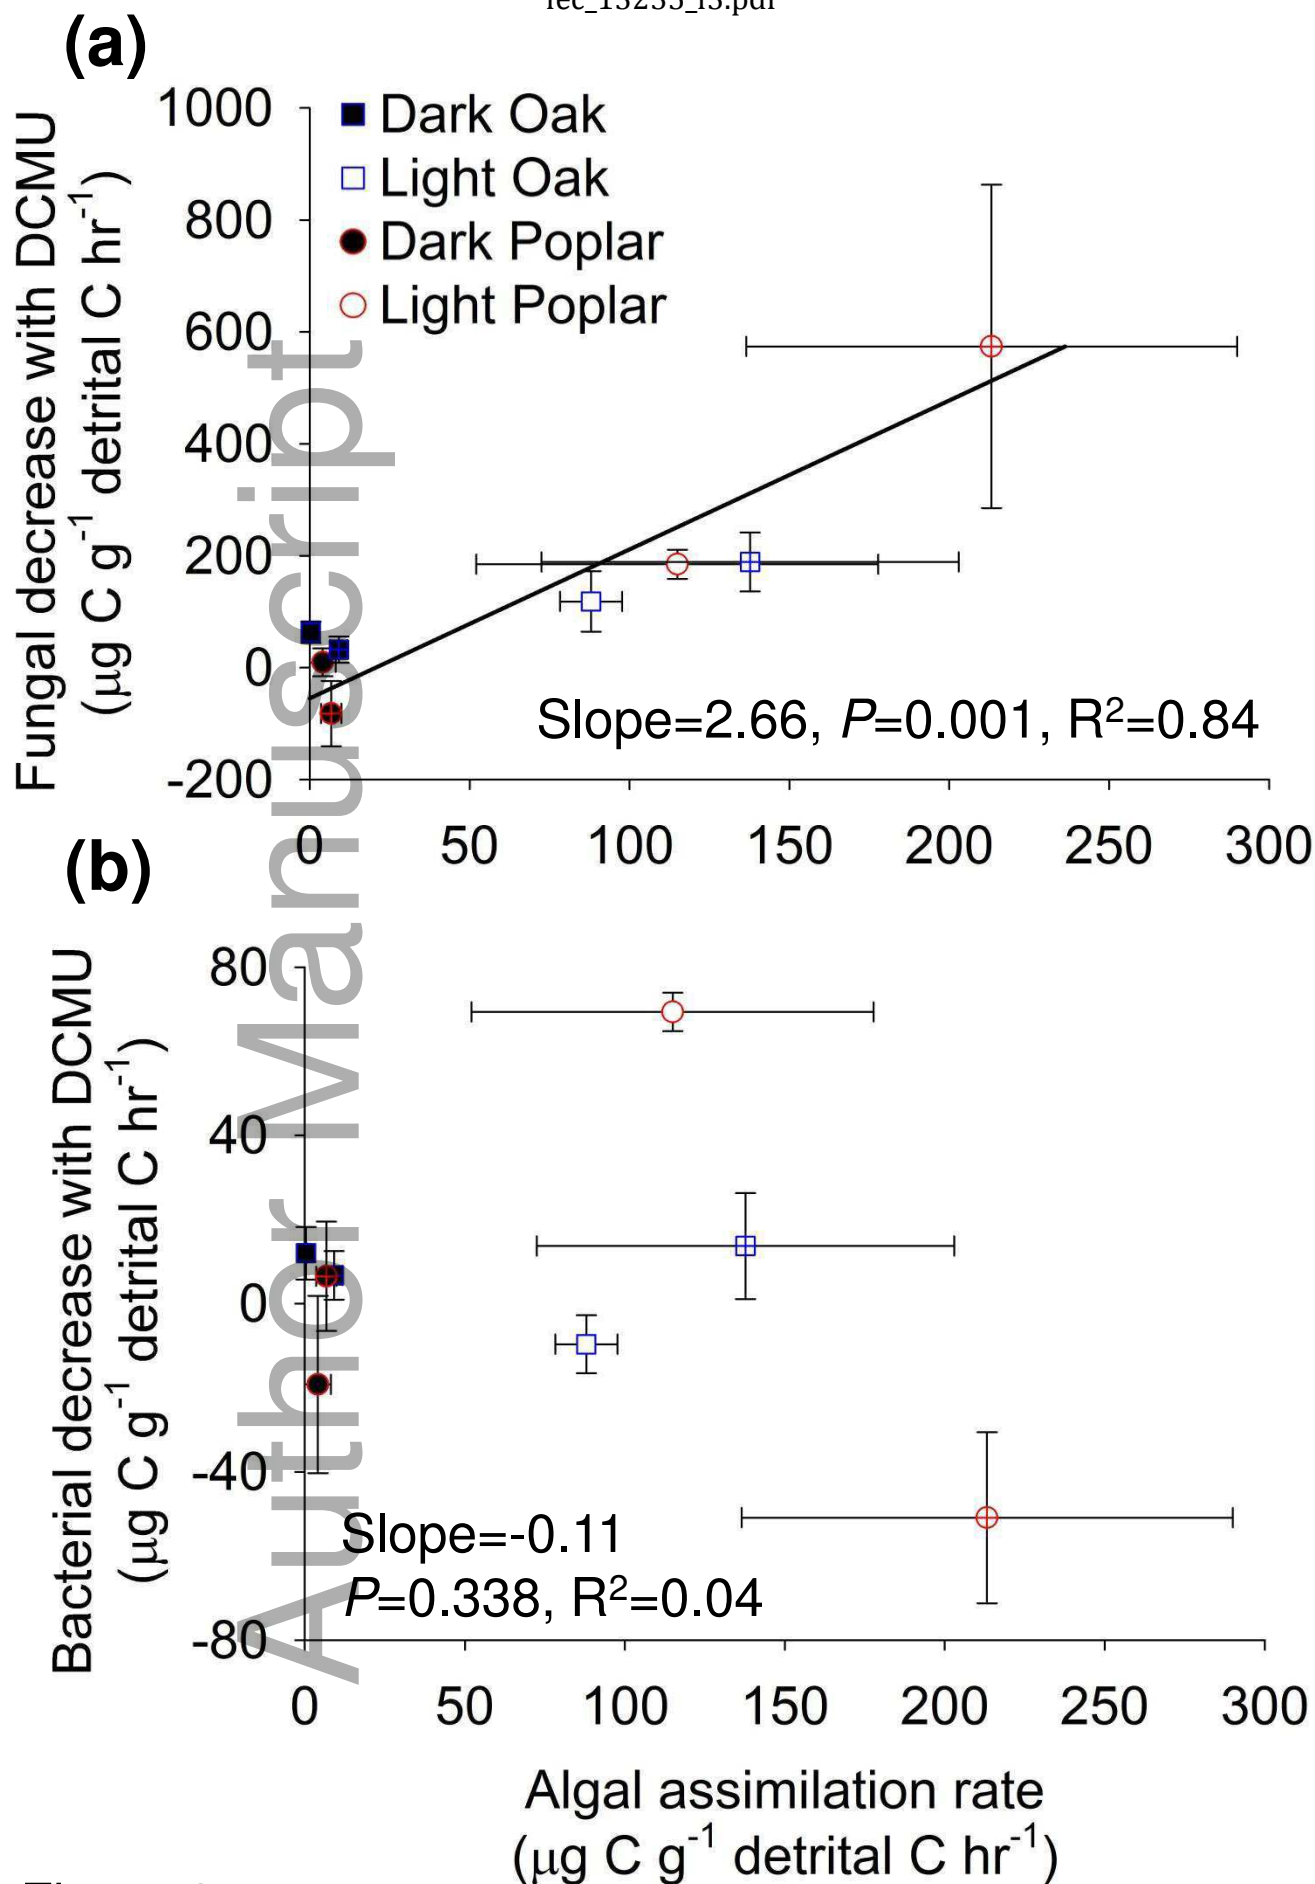 (a)
1000
800
600
400
200
0
-200
Fungal decrease with DCMU
(μg C g⁻¹ detrital C hr⁻¹)
Dark Oak
Light Oak
Dark Poplar
Light Poplar
Slope=2.66, P=0.001, R²=0.84
0 50 100 150 200 250 300
(b)
80
40
0
-40
-80
Bacterial decrease with DCMU
(μg C g⁻¹ detrital C hr⁻¹)
Slope=-0.11
P=0.338, R²=0.04
0 50 100 150 200 250 300
Algal assimilation rate
(μg C g⁻¹ detrital C hr⁻¹)
Author Manuscript